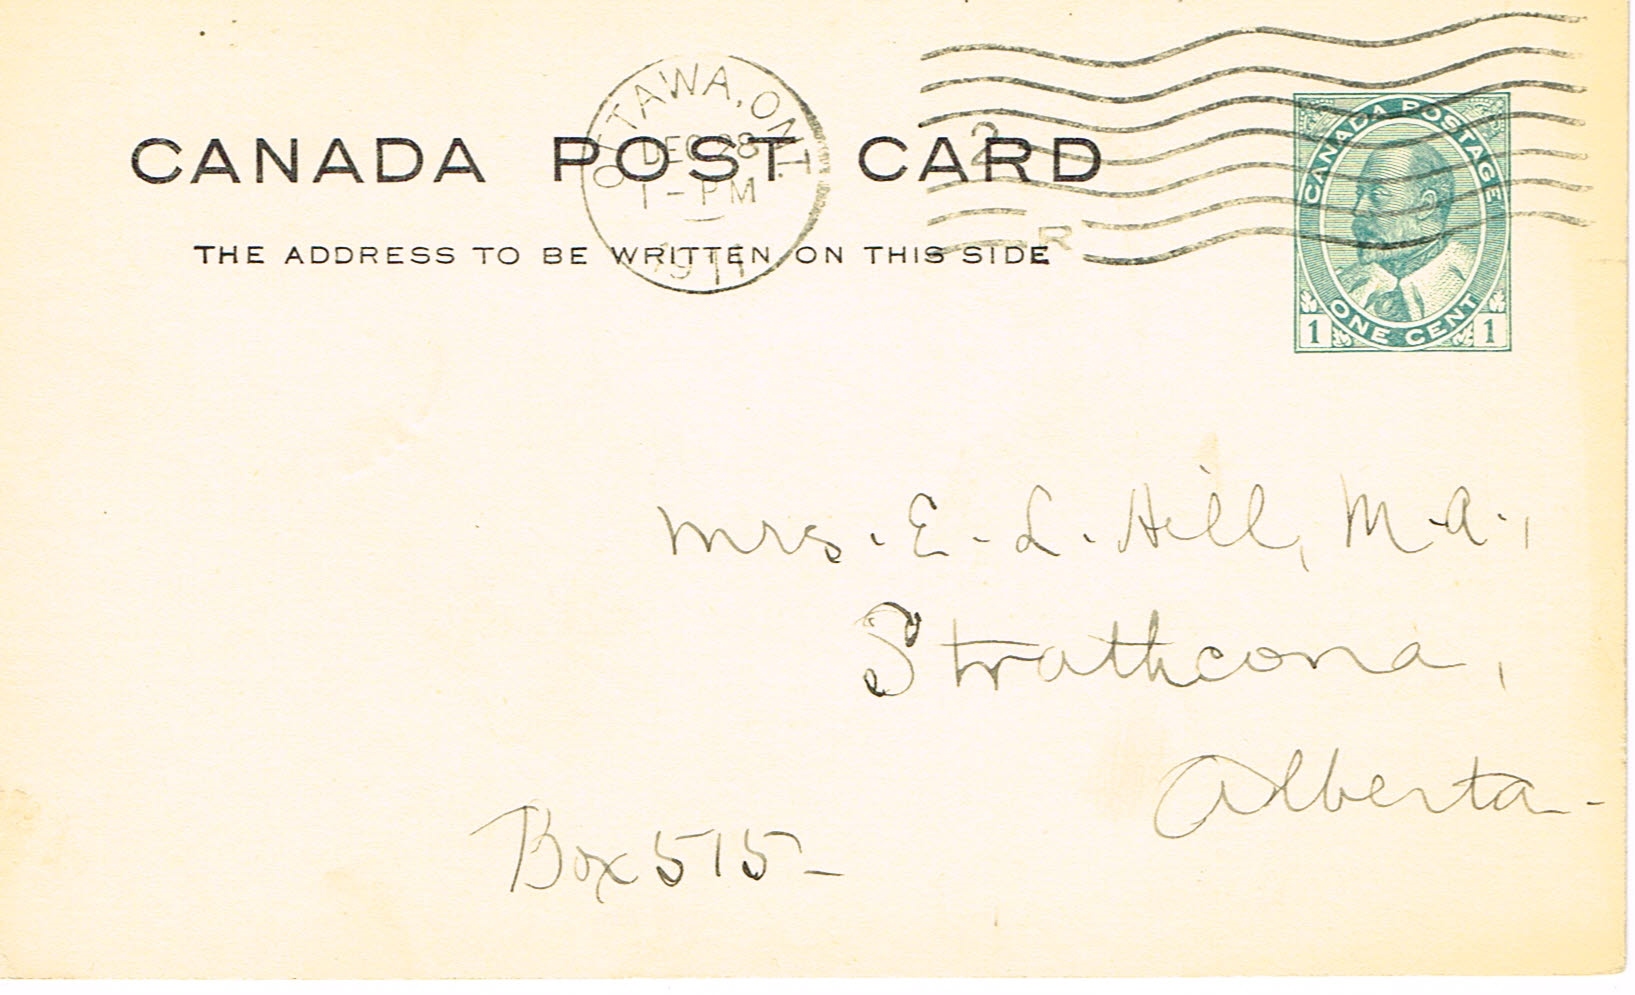 OTTAWA, ONT.
DEC 28
1 - PM
1911
2
R
CANADA POST CARD
THE ADDRESS TO BE WRITTEN ON THIS SIDE
CANADA POSTAGE
ONE CENT
1 1
Mrs. E. L. Hill, M.A.,
Strathcona,
Alberta-
Box 515-